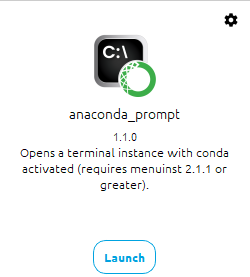 C:\
anaconda_prompt
1.1.0
Opens a terminal instance with conda
activated (requires menuinst 2.1.1 or
greater).
Launch